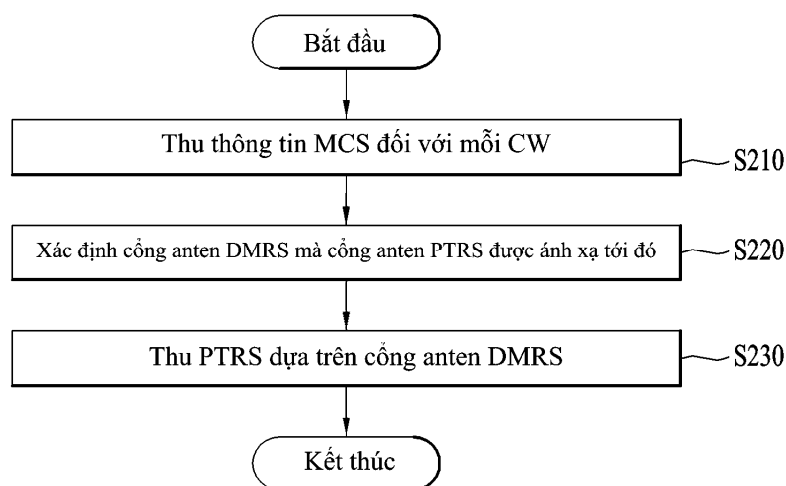 Bắt đầu
Thu thông tin MCS đối với mỗi CW
S210
Xác định cổng anten DMRS mà cổng anten PTRS được ánh xạ tới đó
S220
Thu PTRS dựa trên cổng anten DMRS
S230
Kết thúc